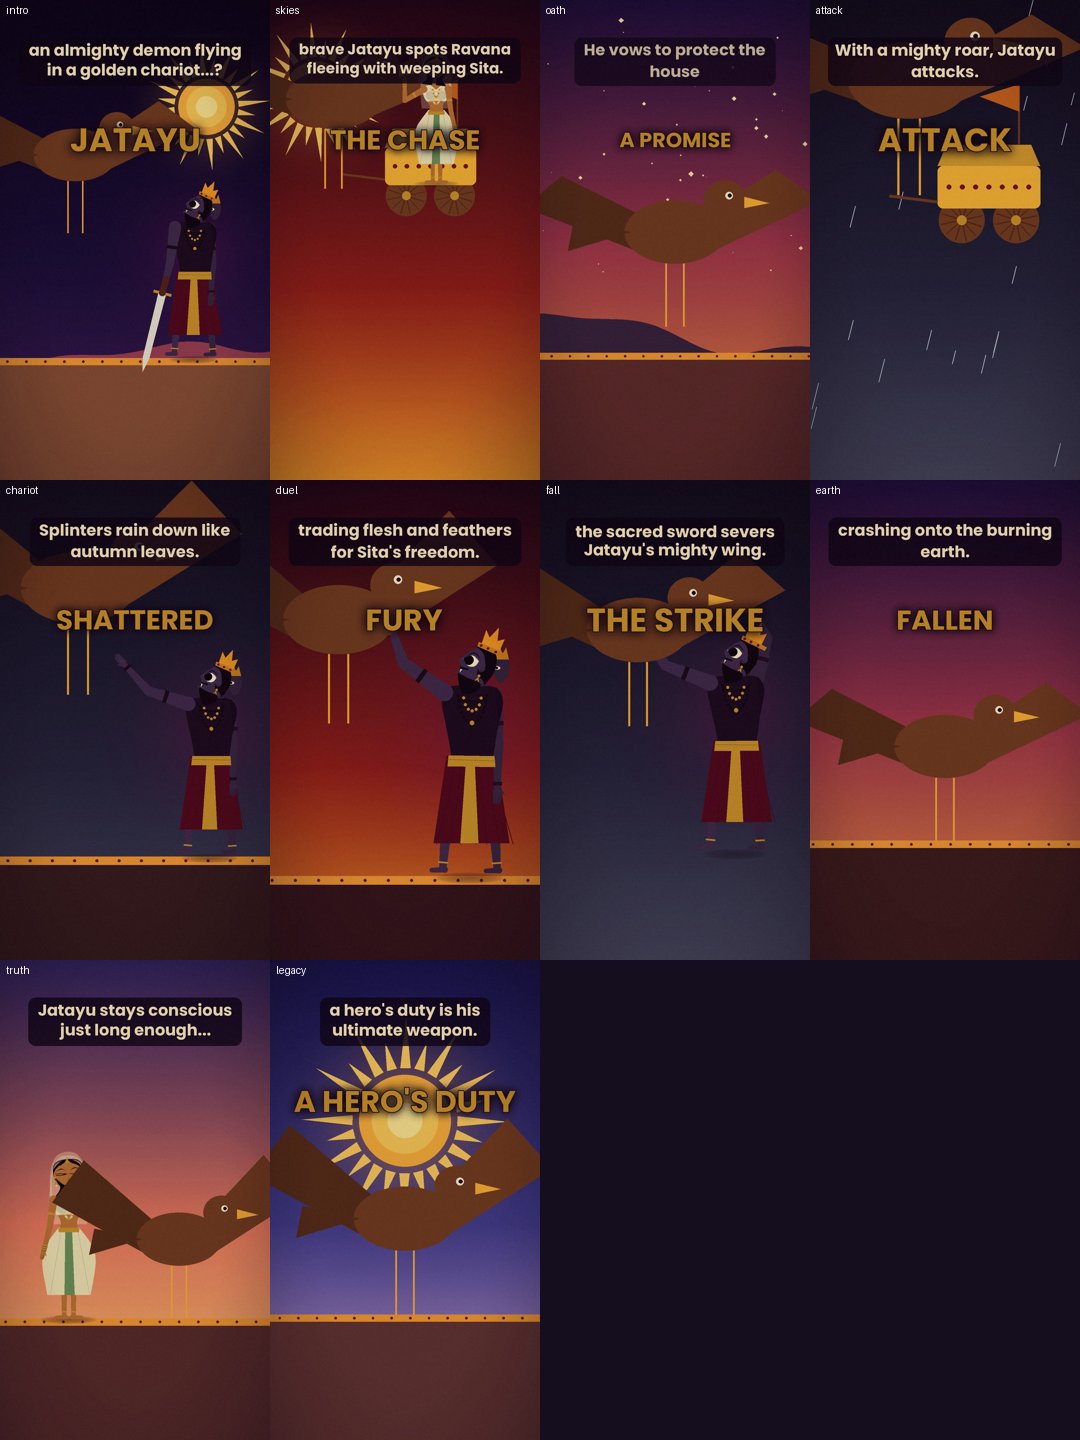 intro
an almighty demon flying
in a golden chariot...?
JATAYU
skies
brave Jatayu spots Ravana
fleeing with weeping Sita.
THE CHASE
oath
He vows to protect the
house
A PROMISE
attack
With a mighty roar, Jatayu
attacks.
ATTACK
chariot
Splinters rain down like
autumn leaves.
SHATTERED
duel
trading flesh and feathers
for Sita's freedom.
FURY
fall
the sacred sword severs
Jatayu's mighty wing.
THE STRIKE
earth
crashing onto the burning
earth.
FALLEN
truth
Jatayu stays conscious
just long enough...
legacy
a hero's duty is his
ultimate weapon.
A HERO'S DUTY